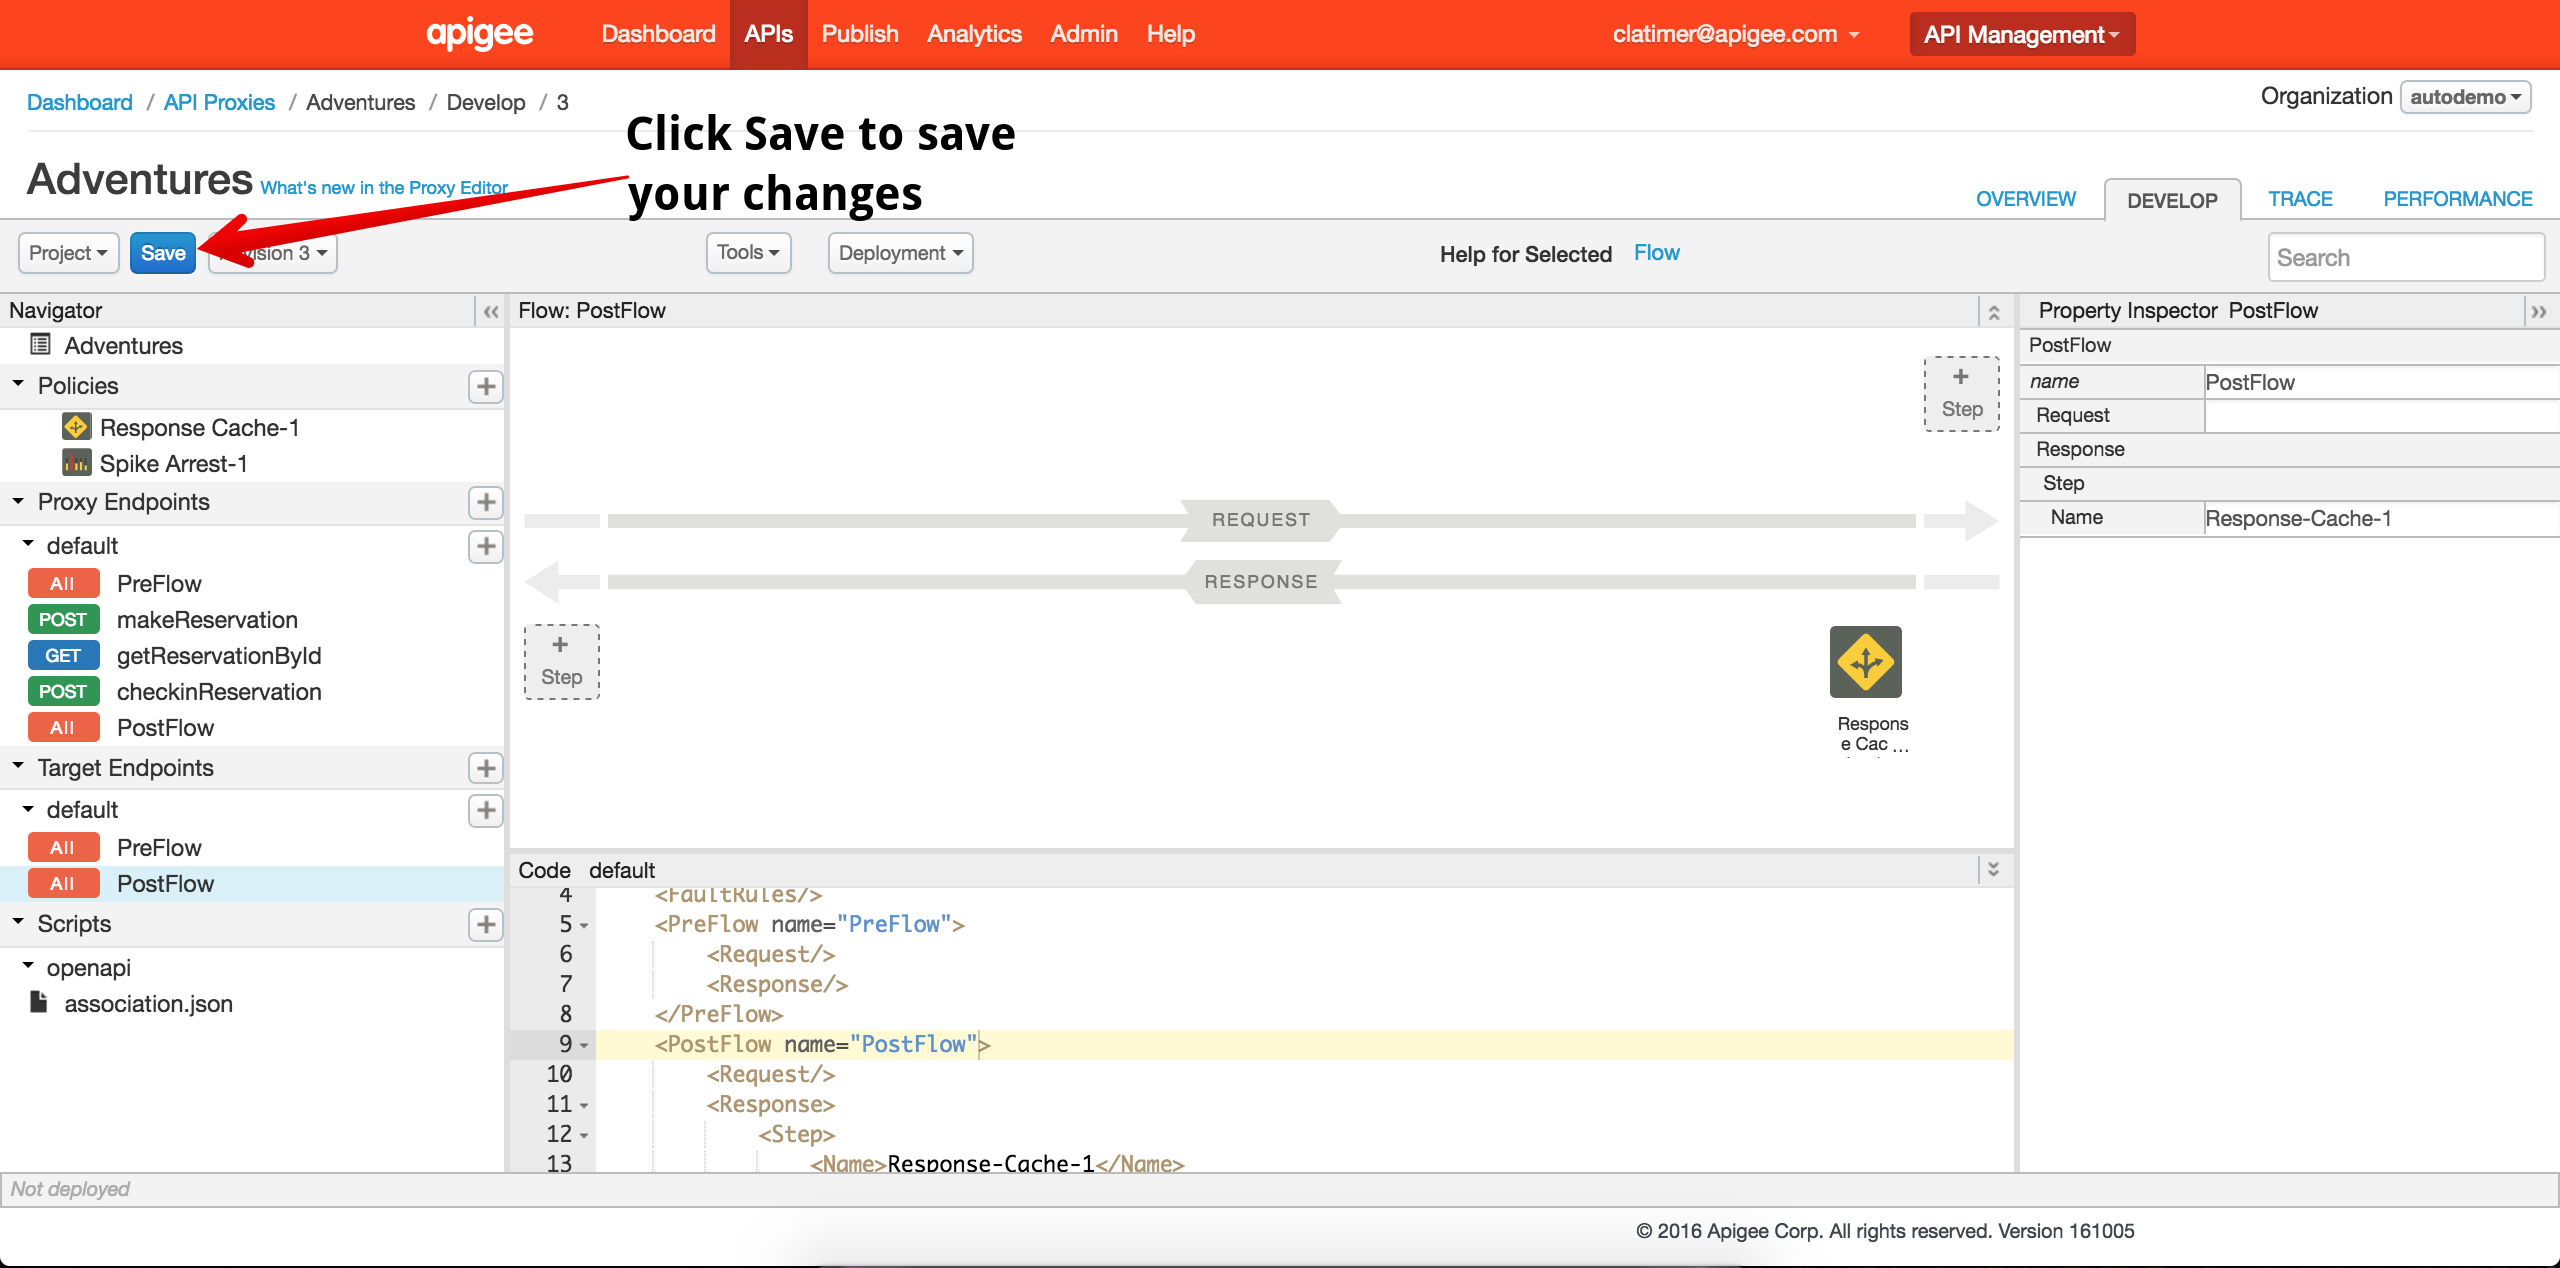 apigee Dashboard APIs Publish Analytics Admin Help clatimer@apigee.com API Management
Dashboard / API Proxies / Adventures / Develop / 3
Organization autodemo
Click Save to save
your changes
Adventures What's new in the Proxy Editor
OVERVIEW DEVELOP TRACE PERFORMANCE
Project Save vision 3 Tools Deployment Help for Selected Flow Search
Navigator
Adventures
Policies
Response Cache-1
Spike Arrest-1
Proxy Endpoints
default
All PreFlow
POST makeReservation
GET getReservationById
POST checkinReservation
All PostFlow
Target Endpoints
default
All PreFlow
All PostFlow
Scripts
openapi
association.json
Flow: PostFlow
+
Step
REQUEST
RESPONSE
+
Step
Respons
e Cac ...
Code default
4 <FaultRules/>
5 <PreFlow name="PreFlow">
6 <Request/>
7 <Response/>
8 </PreFlow>
9 <PostFlow name="PostFlow">
10 <Request/>
11 <Response>
12 <Step>
13 <Name>Response-Cache-1</Name>
Property Inspector PostFlow
PostFlow
name PostFlow
Request
Response
Step
Name Response-Cache-1
Not deployed
© 2016 Apigee Corp. All rights reserved. Version 161005